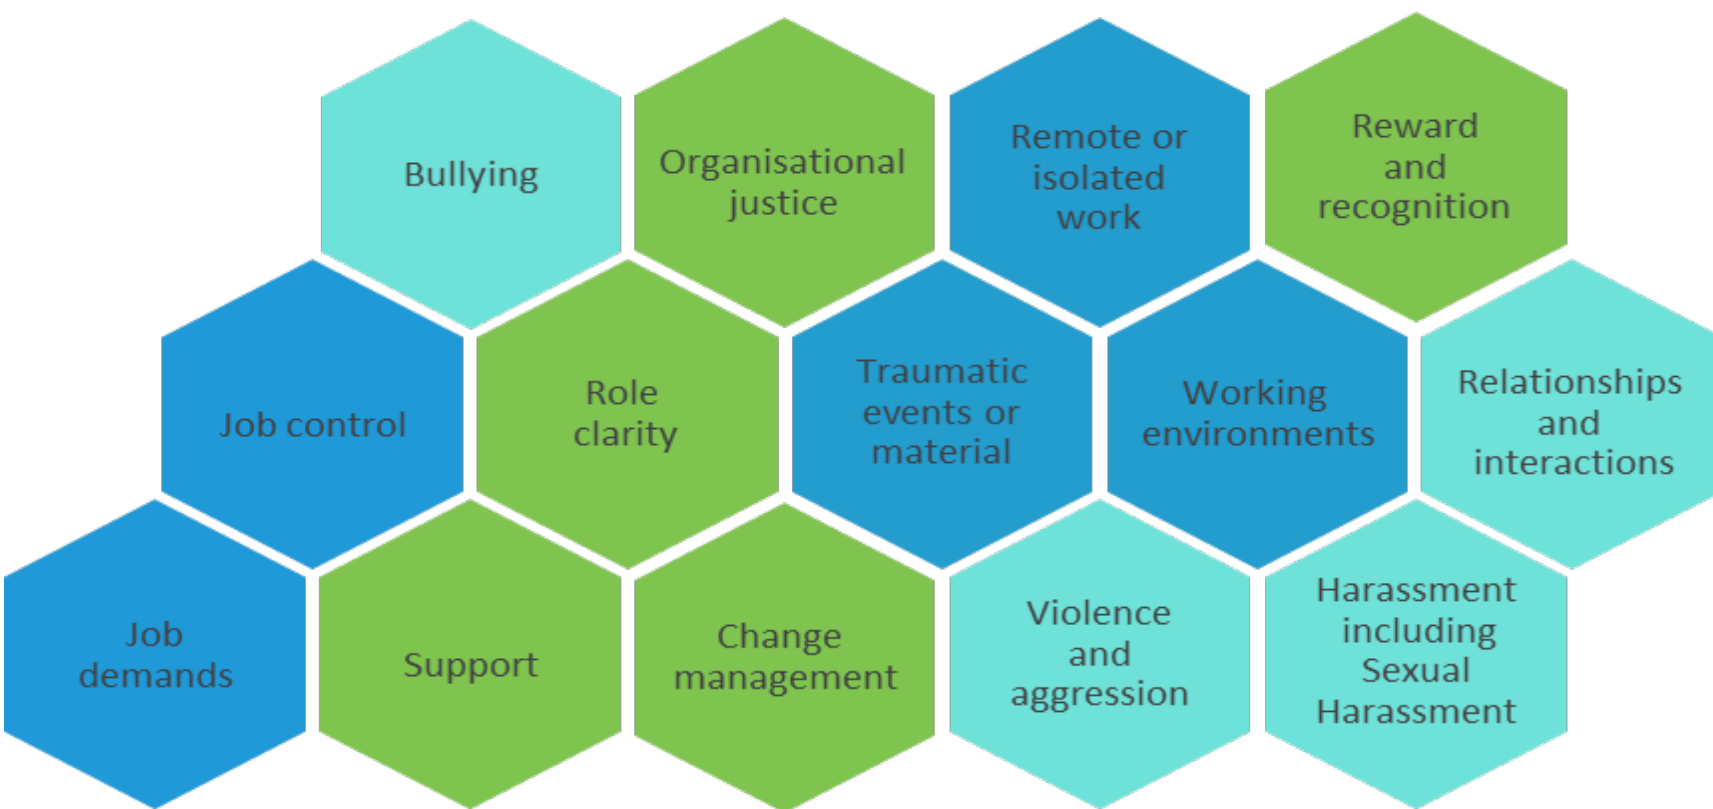 Bullying
Organisational
justice
Remote or
isolated
work
Reward
and
recognition
Job control
Role
clarity
Traumatic
events or
material
Working
environments
Relationships
and
interactions
Job
demands
Support
Change
management
Violence
and
aggression
Harassment
including
Sexual
Harassment